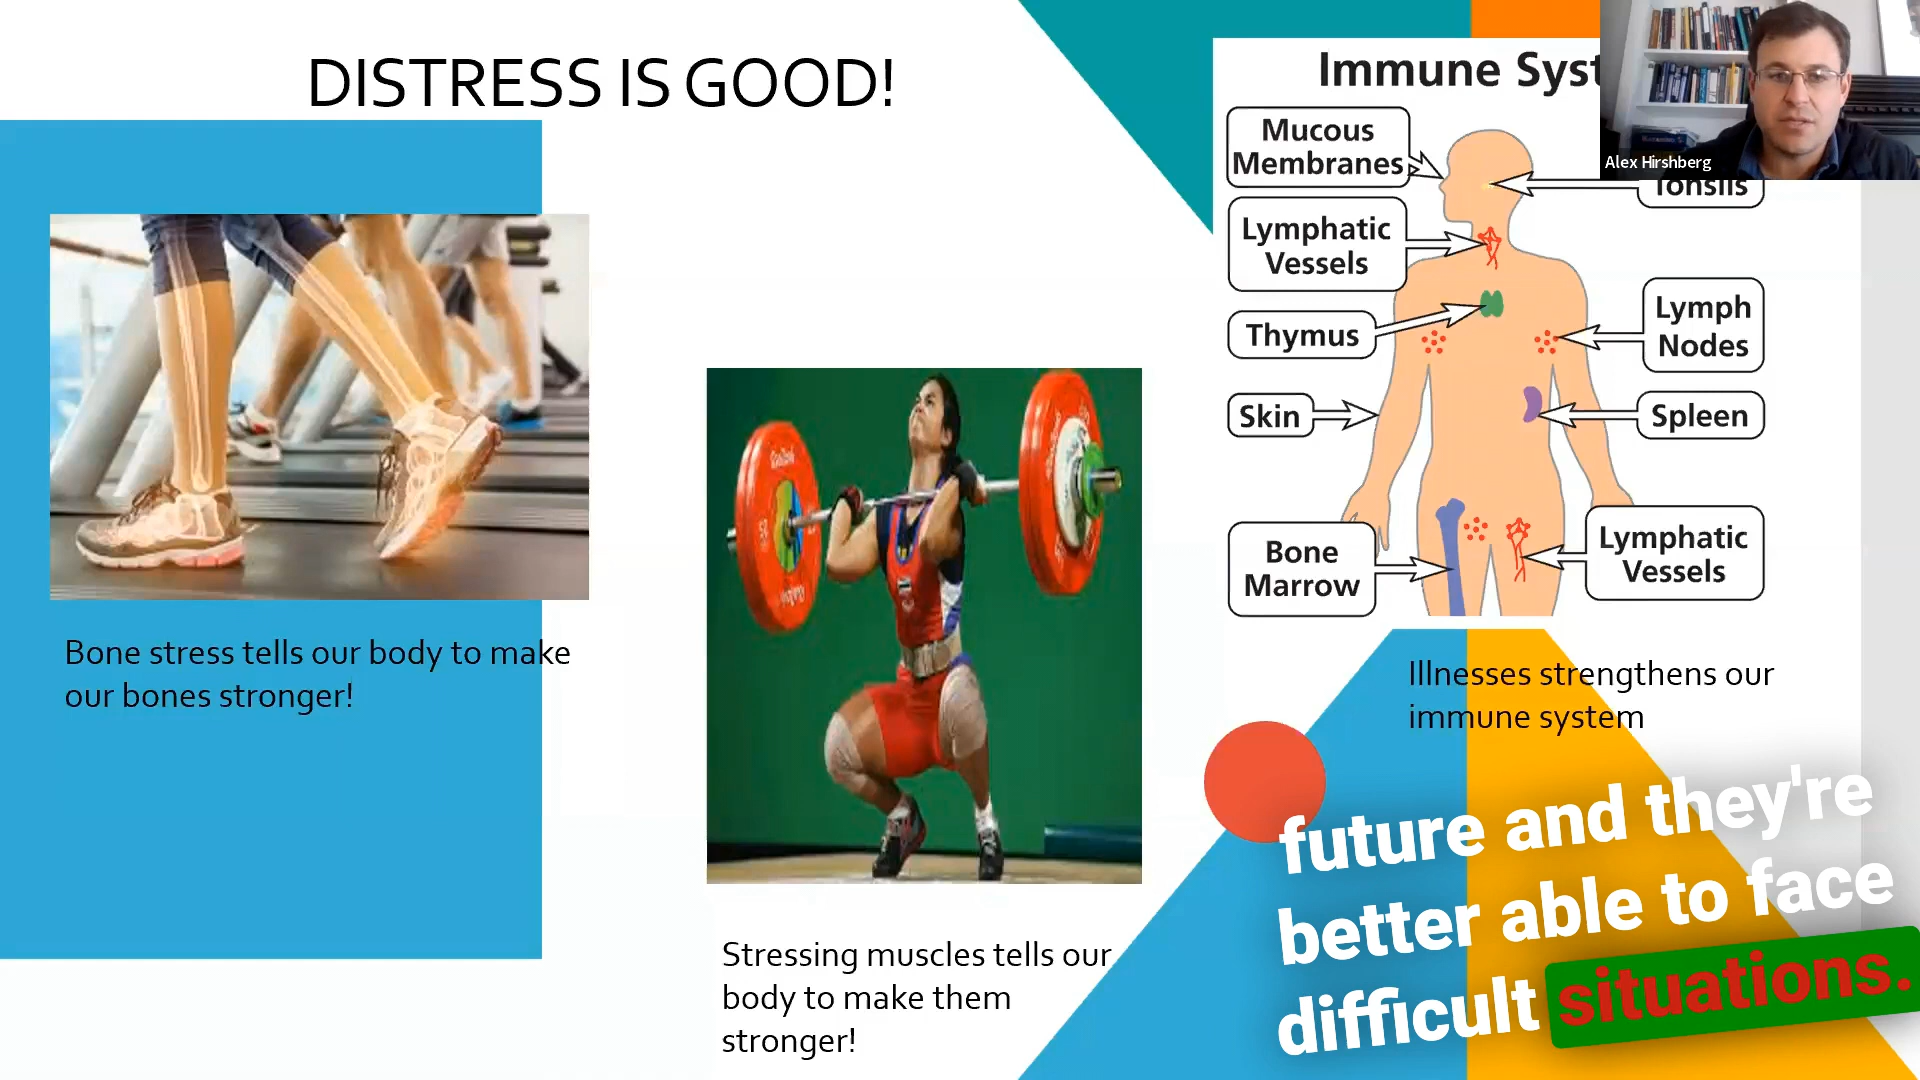 DISTRESS IS GOOD!
Immune Syst
Mucous
Membranes
Tonsils
Alex Hirshberg
Lymphatic
Vessels
Thymus
Lymph
Nodes
Skin
Spleen
Bone
Marrow
Lymphatic
Vessels
Bone stress tells our body to make
our bones stronger!
Stressing muscles tells our
body to make them
stronger!
Illnesses strengthens our
immune system
future and they're
better able to face
difficult situations.